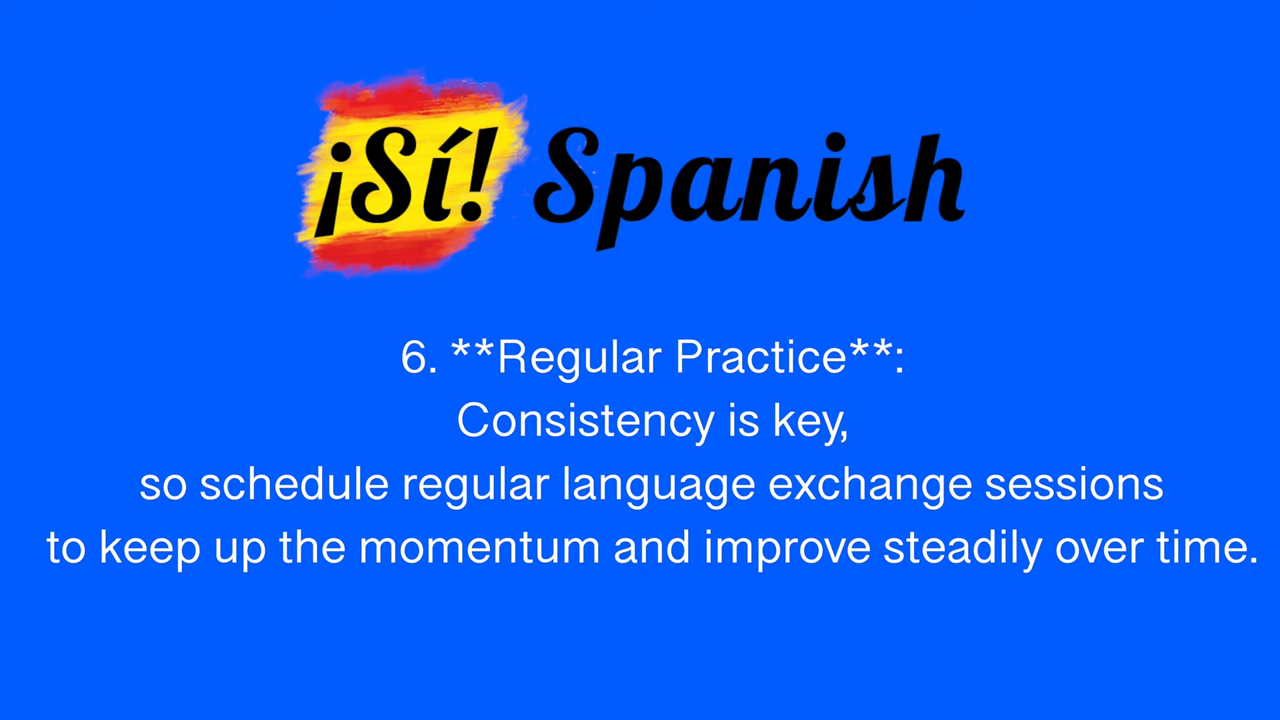 ¡Sí! Spanish
6. **Regular Practice**:
Consistency is key,
so schedule regular language exchange sessions
to keep up the momentum and improve steadily over time.